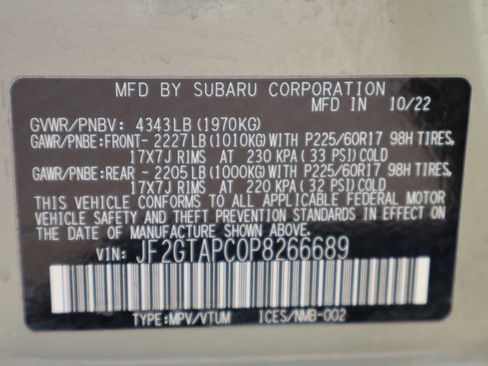 MFD BY SUBARU CORPORATION
MFD IN 10/22
GVWR/PNBV: 4343LB (1970KG)
GAWR/PNBE:FRONT- 2227LB (1010KG) WITH P225/60R17 98H TIRES,
17X7J RIMS AT 230 KPA ( 33 PSI) COLD
GAWR/PNBE:REAR - 2205LB (1000KG) WITH P225/60R17 98H TIRES,
17X7J RIMS AT 220 KPA ( 32 PSI) COLD
THIS VEHICLE CONFORMS TO ALL APPLICABLE FEDERAL MOTOR
VEHICLE SAFETY AND THEFT PREVENTION STANDARDS IN EFFECT ON
THE DATE OF MANUFACTURE SHOWN ABOVE.
VIN: JF2GTAPC0P8266689
TYPE:MPV/VTUM ICES/NMB-002